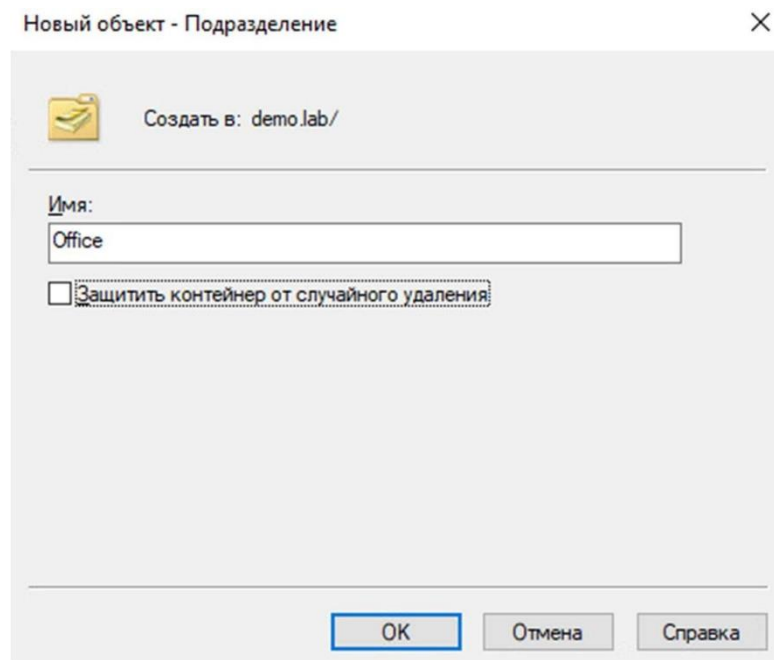 Новый объект - Подразделение
Создать в: demo.lab/
Имя:
Office
Защитить контейнер от случайного удаления
OK
Отмена
Справка